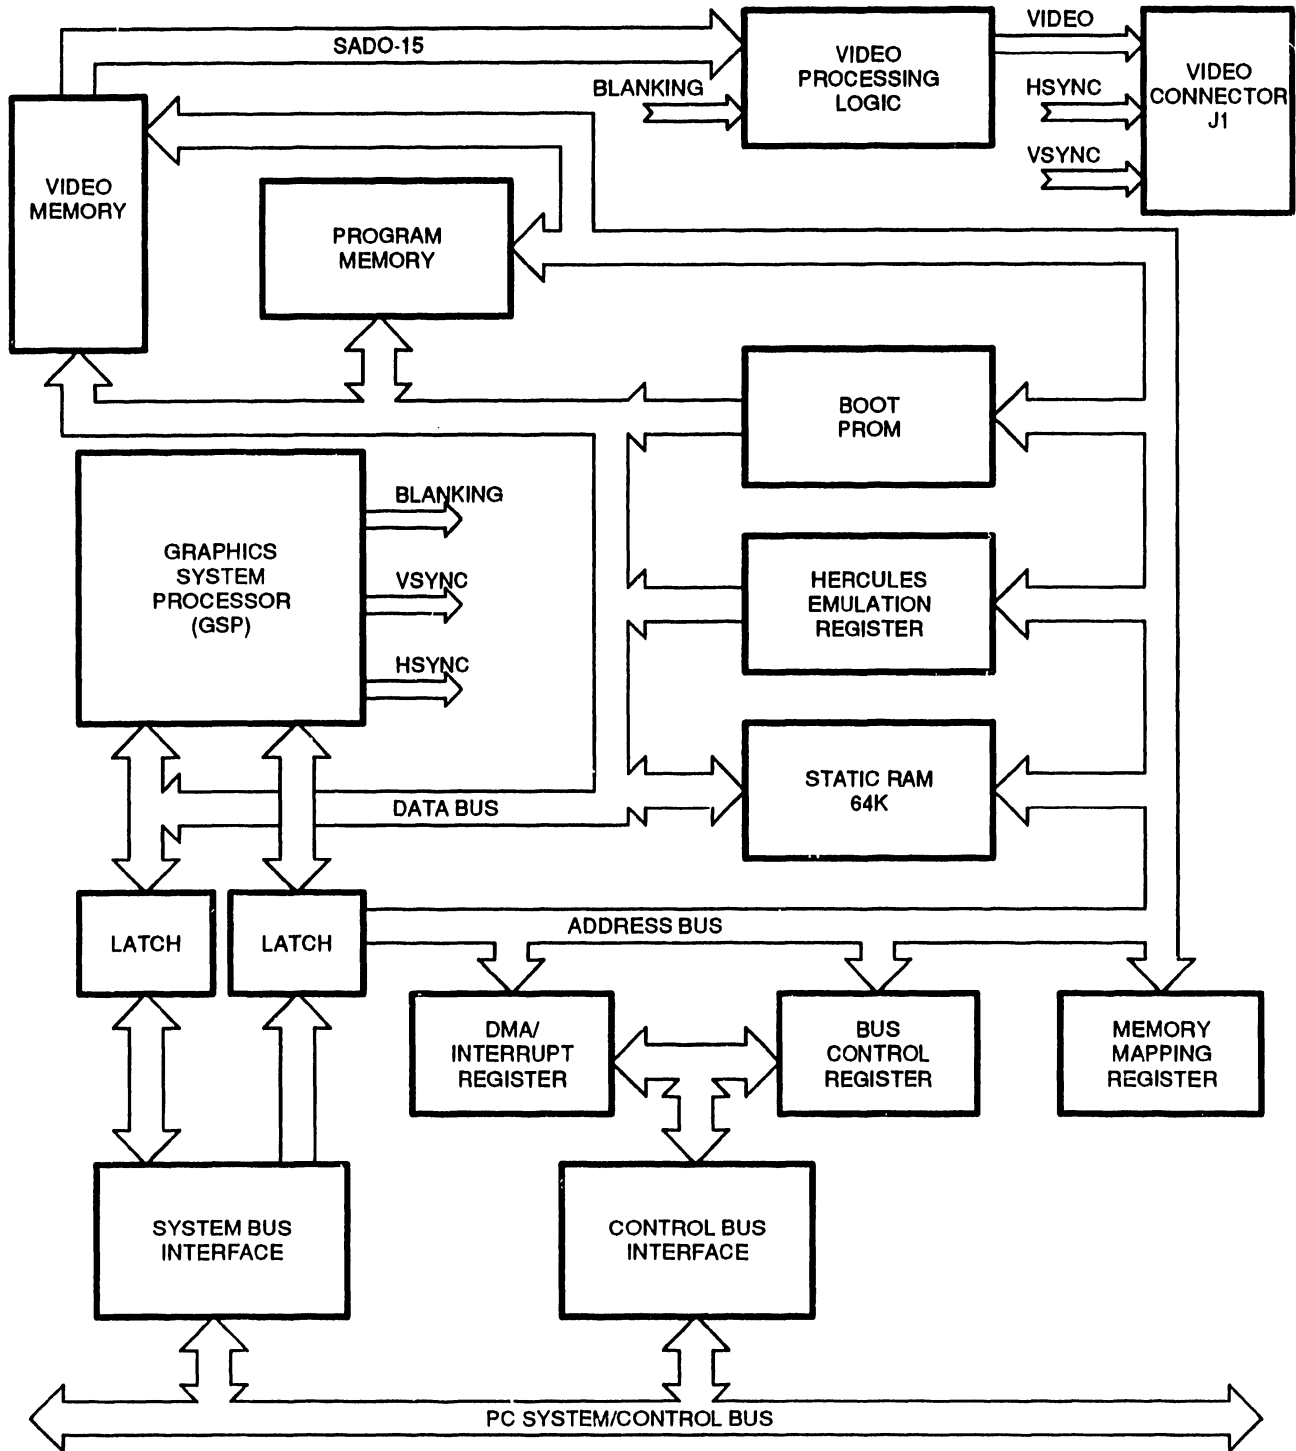 SADO-15
VIDEO
PROCESSING
LOGIC
BLANKING
VIDEO
HSYNC
VSYNC
VIDEO
CONNECTOR
J1
VIDEO
MEMORY
PROGRAM
MEMORY
BOOT
PROM
GRAPHICS
SYSTEM
PROCESSOR
(GSP)
BLANKING
VSYNC
HSYNC
HERCULES
EMULATION
REGISTER
STATIC RAM
64K
DATA BUS
LATCH
LATCH
ADDRESS BUS
DMA/
INTERRUPT
REGISTER
BUS
CONTROL
REGISTER
MEMORY
MAPPING
REGISTER
SYSTEM BUS
INTERFACE
CONTROL BUS
INTERFACE
PC SYSTEM/CONTROL BUS